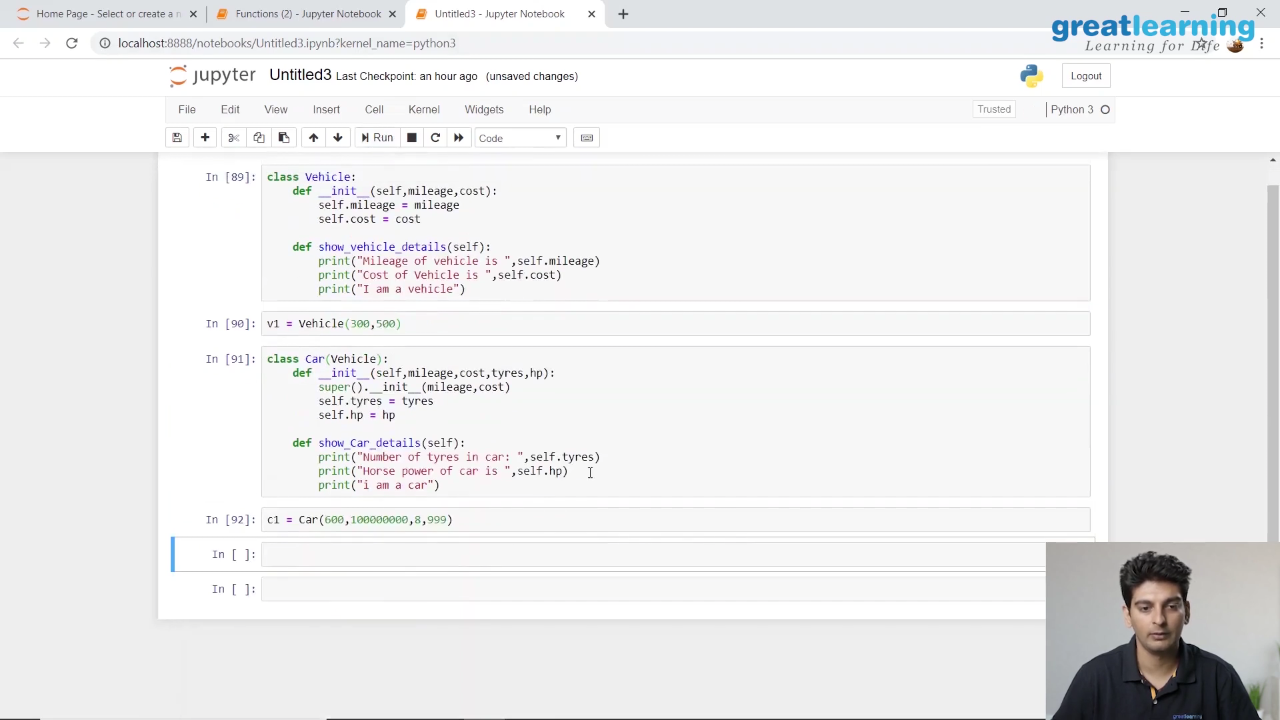 Home Page - Select or create a n
Functions (2) - Jupyter Notebook
Untitled3 - Jupyter Notebook
greatlearning
Learning for Life
localhost:8888/notebooks/Untitled3.ipynb?kernel_name=python3
jupyter Untitled3 Last Checkpoint: an hour ago (unsaved changes)
Logout
File Edit View Insert Cell Kernel Widgets Help
Trusted
Python 3
Run
Code
In [89]: class Vehicle:
def __init__(self,mileage,cost):
self.mileage = mileage
self.cost = cost
def show_vehicle_details(self):
print("Mileage of vehicle is ",self.mileage)
print("Cost of Vehicle is ",self.cost)
print("I am a vehicle")
In [90]: v1 = Vehicle(300,500)
In [91]: class Car(Vehicle):
def __init__(self,mileage,cost,tyres,hp):
super().__init__(mileage,cost)
self.tyres = tyres
self.hp = hp
def show_Car_details(self):
print("Number of tyres in car: ",self.tyres)
print("Horse power of car is ",self.hp)
print("i am a car")
In [92]: c1 = Car(600,100000000,8,999)
In [ ]:
In [ ]:
greatlearning